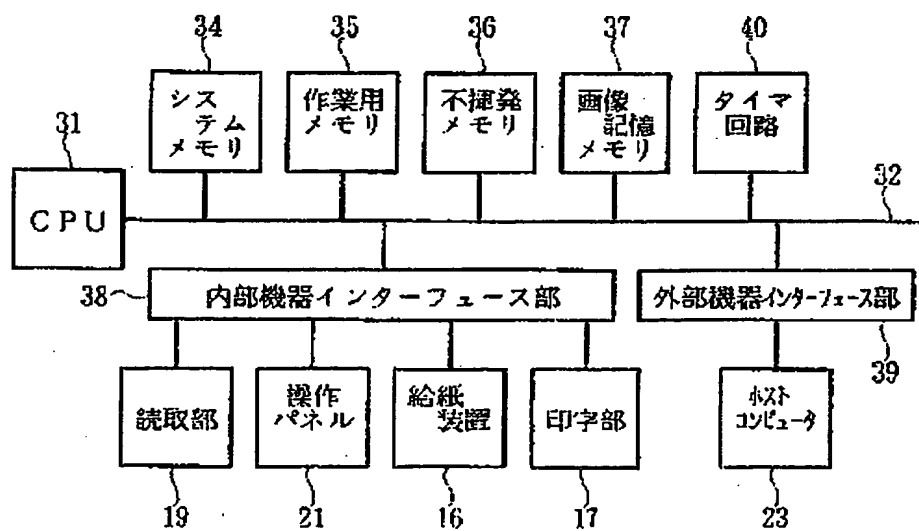 34
35
36
37
40
システムメモリ
作業用メモリ
不揮発メモリ
画像記憶メモリ
タイマ回路
31
CPU
32
38
内部機器インターフェース部
外部機器インターフェース部
39
読取部
操作パネル
給紙装置
印字部
ホストコンピュータ
19
21
16
17
23